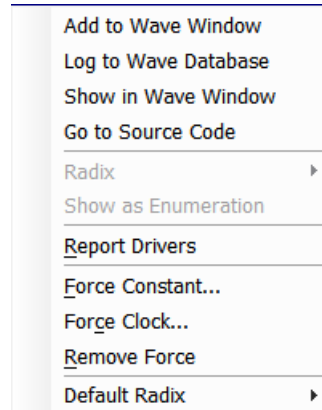 Add to Wave Window
Log to Wave Database
Show in Wave Window
Go to Source Code
Radix
Show as Enumeration
Report Drivers
Force Constant...
Force Clock...
Remove Force
Default Radix